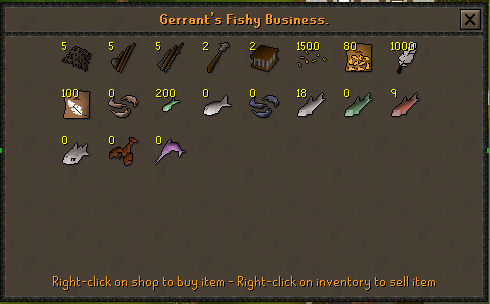 Gerrant's Fishy Business.
5 5 5 2 2 1500 80 1000
100 0 200 0 0 18 0 9
0 0 0
Right-click on shop to buy item - Right-click on inventory to sell item